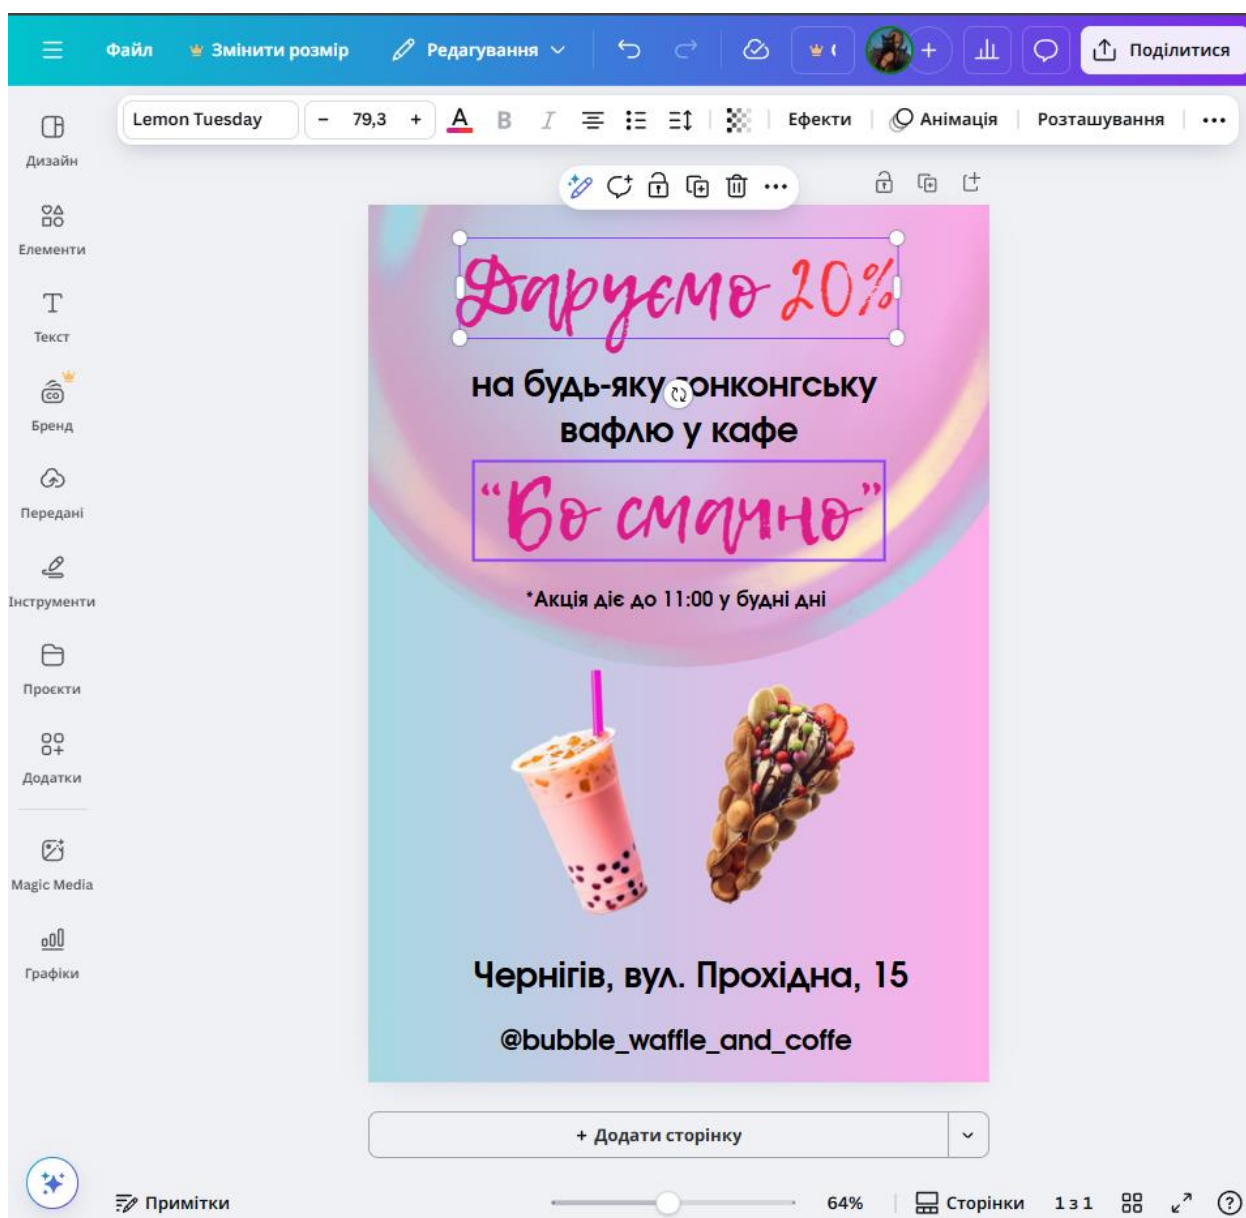 Файл
Змінити розмір
Редагування
Поділитися
Lemon Tuesday
- 79,3 +
A B I
Ефекти
Анімація
Розташування
Дизайн
Елементи
Текст
Бренд
Передані
Інструменти
Проєкти
Додатки
Magic Media
Графіки
Даруємо 20%
на будь-яку гонконгську
вафлю у кафе
“Бо смачно”
*Акція діє до 11:00 у будні дні
Чернігів, вул. Прохідна, 15
@bubble_waffle_and_coffe
+ Додати сторінку
Примітки
64%
Сторінки
1 з 1